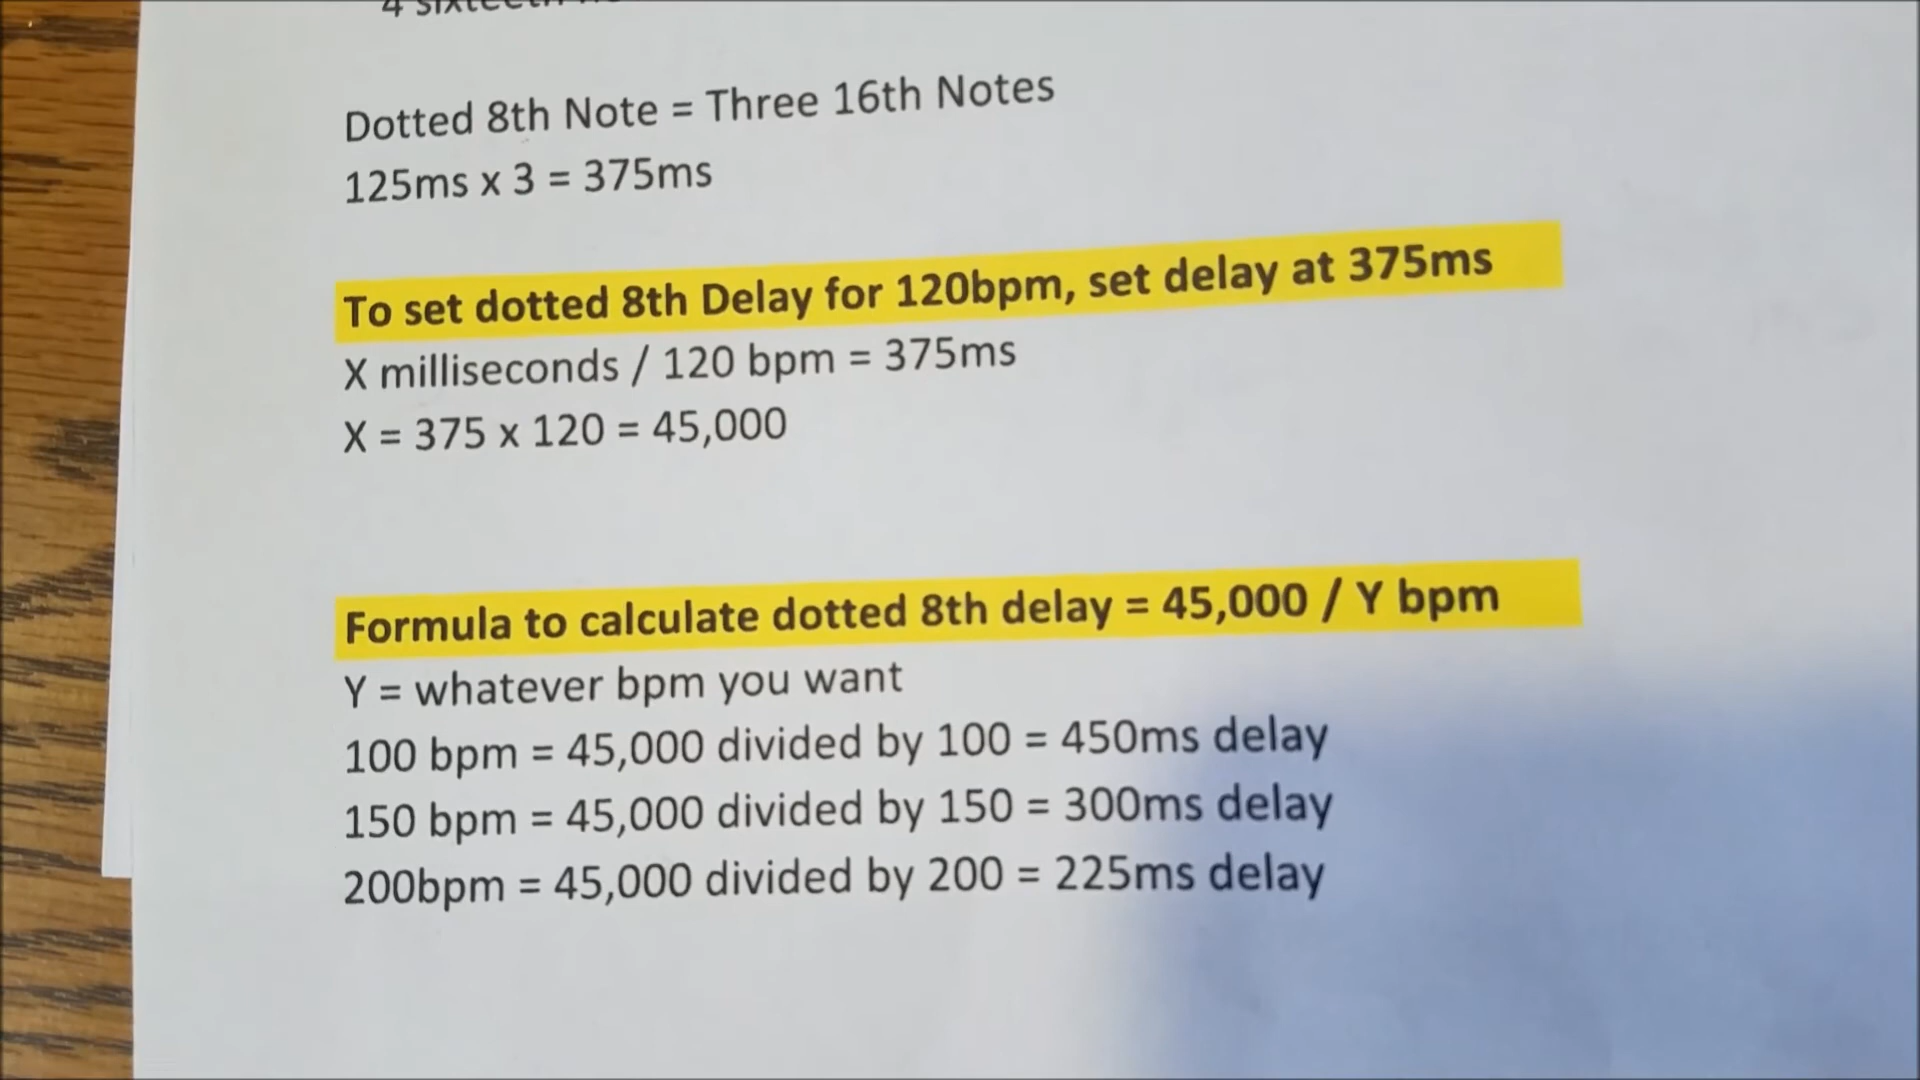 4 sixteeth
Dotted 8th Note = Three 16th Notes
125ms x 3 = 375ms
To set dotted 8th Delay for 120bpm, set delay at 375ms
X milliseconds / 120 bpm = 375ms
X = 375 x 120 = 45,000
Formula to calculate dotted 8th delay = 45,000 / Y bpm
Y = whatever bpm you want
100 bpm = 45,000 divided by 100 = 450ms delay
150 bpm = 45,000 divided by 150 = 300ms delay
200bpm = 45,000 divided by 200 = 225ms delay